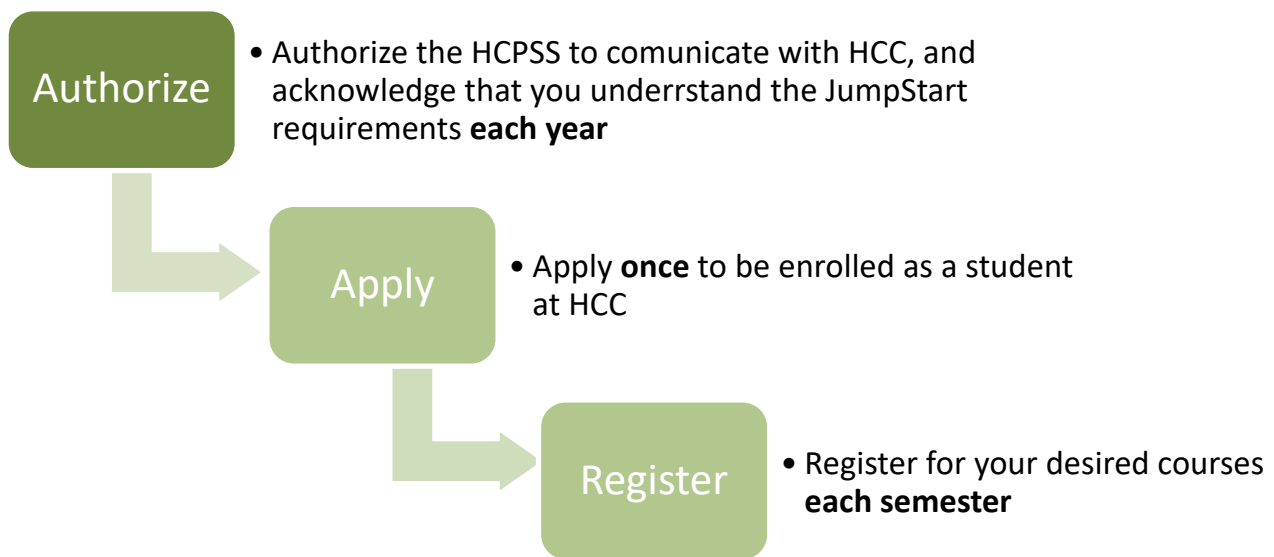 Authorize
• Authorize the HCPSS to comunicate with HCC, and
acknowledge that you underrstand the JumpStart
requirements each year
Apply
• Apply once to be enrolled as a student
at HCC
Register
• Register for your desired courses
each semester